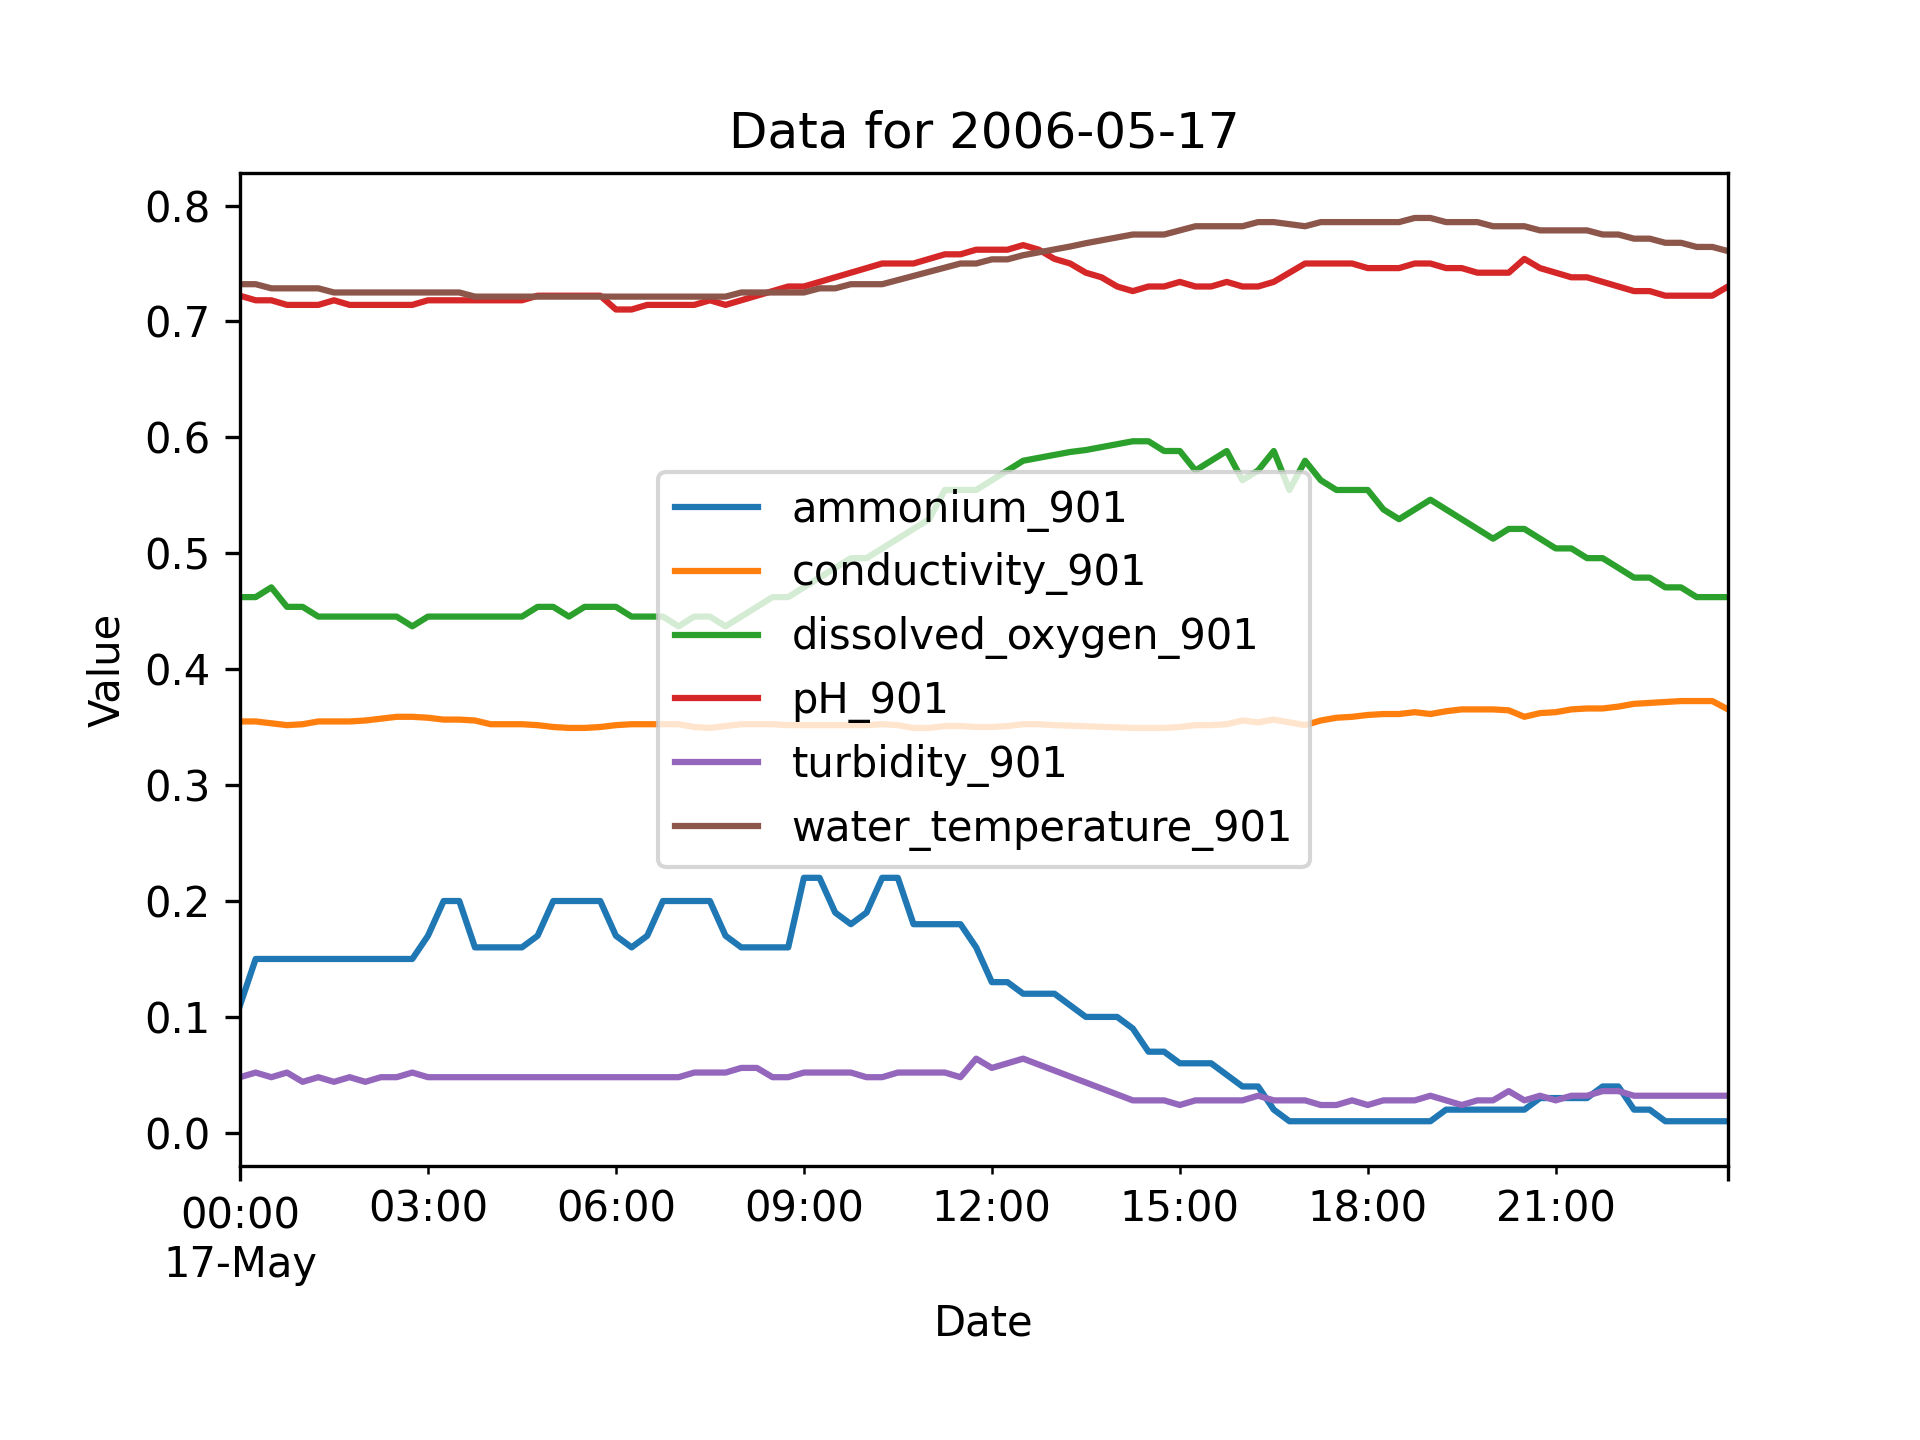 Data for 2006-05-17
0.8
0.7
0.6
0.5
0.4
0.3
0.2
0.1
0.0
Value
ammonium_901
conductivity_901
dissolved_oxygen_901
pH_901
turbidity_901
water_temperature_901
00:00 03:00 06:00 09:00 12:00 15:00 18:00 21:00
17-May
Date